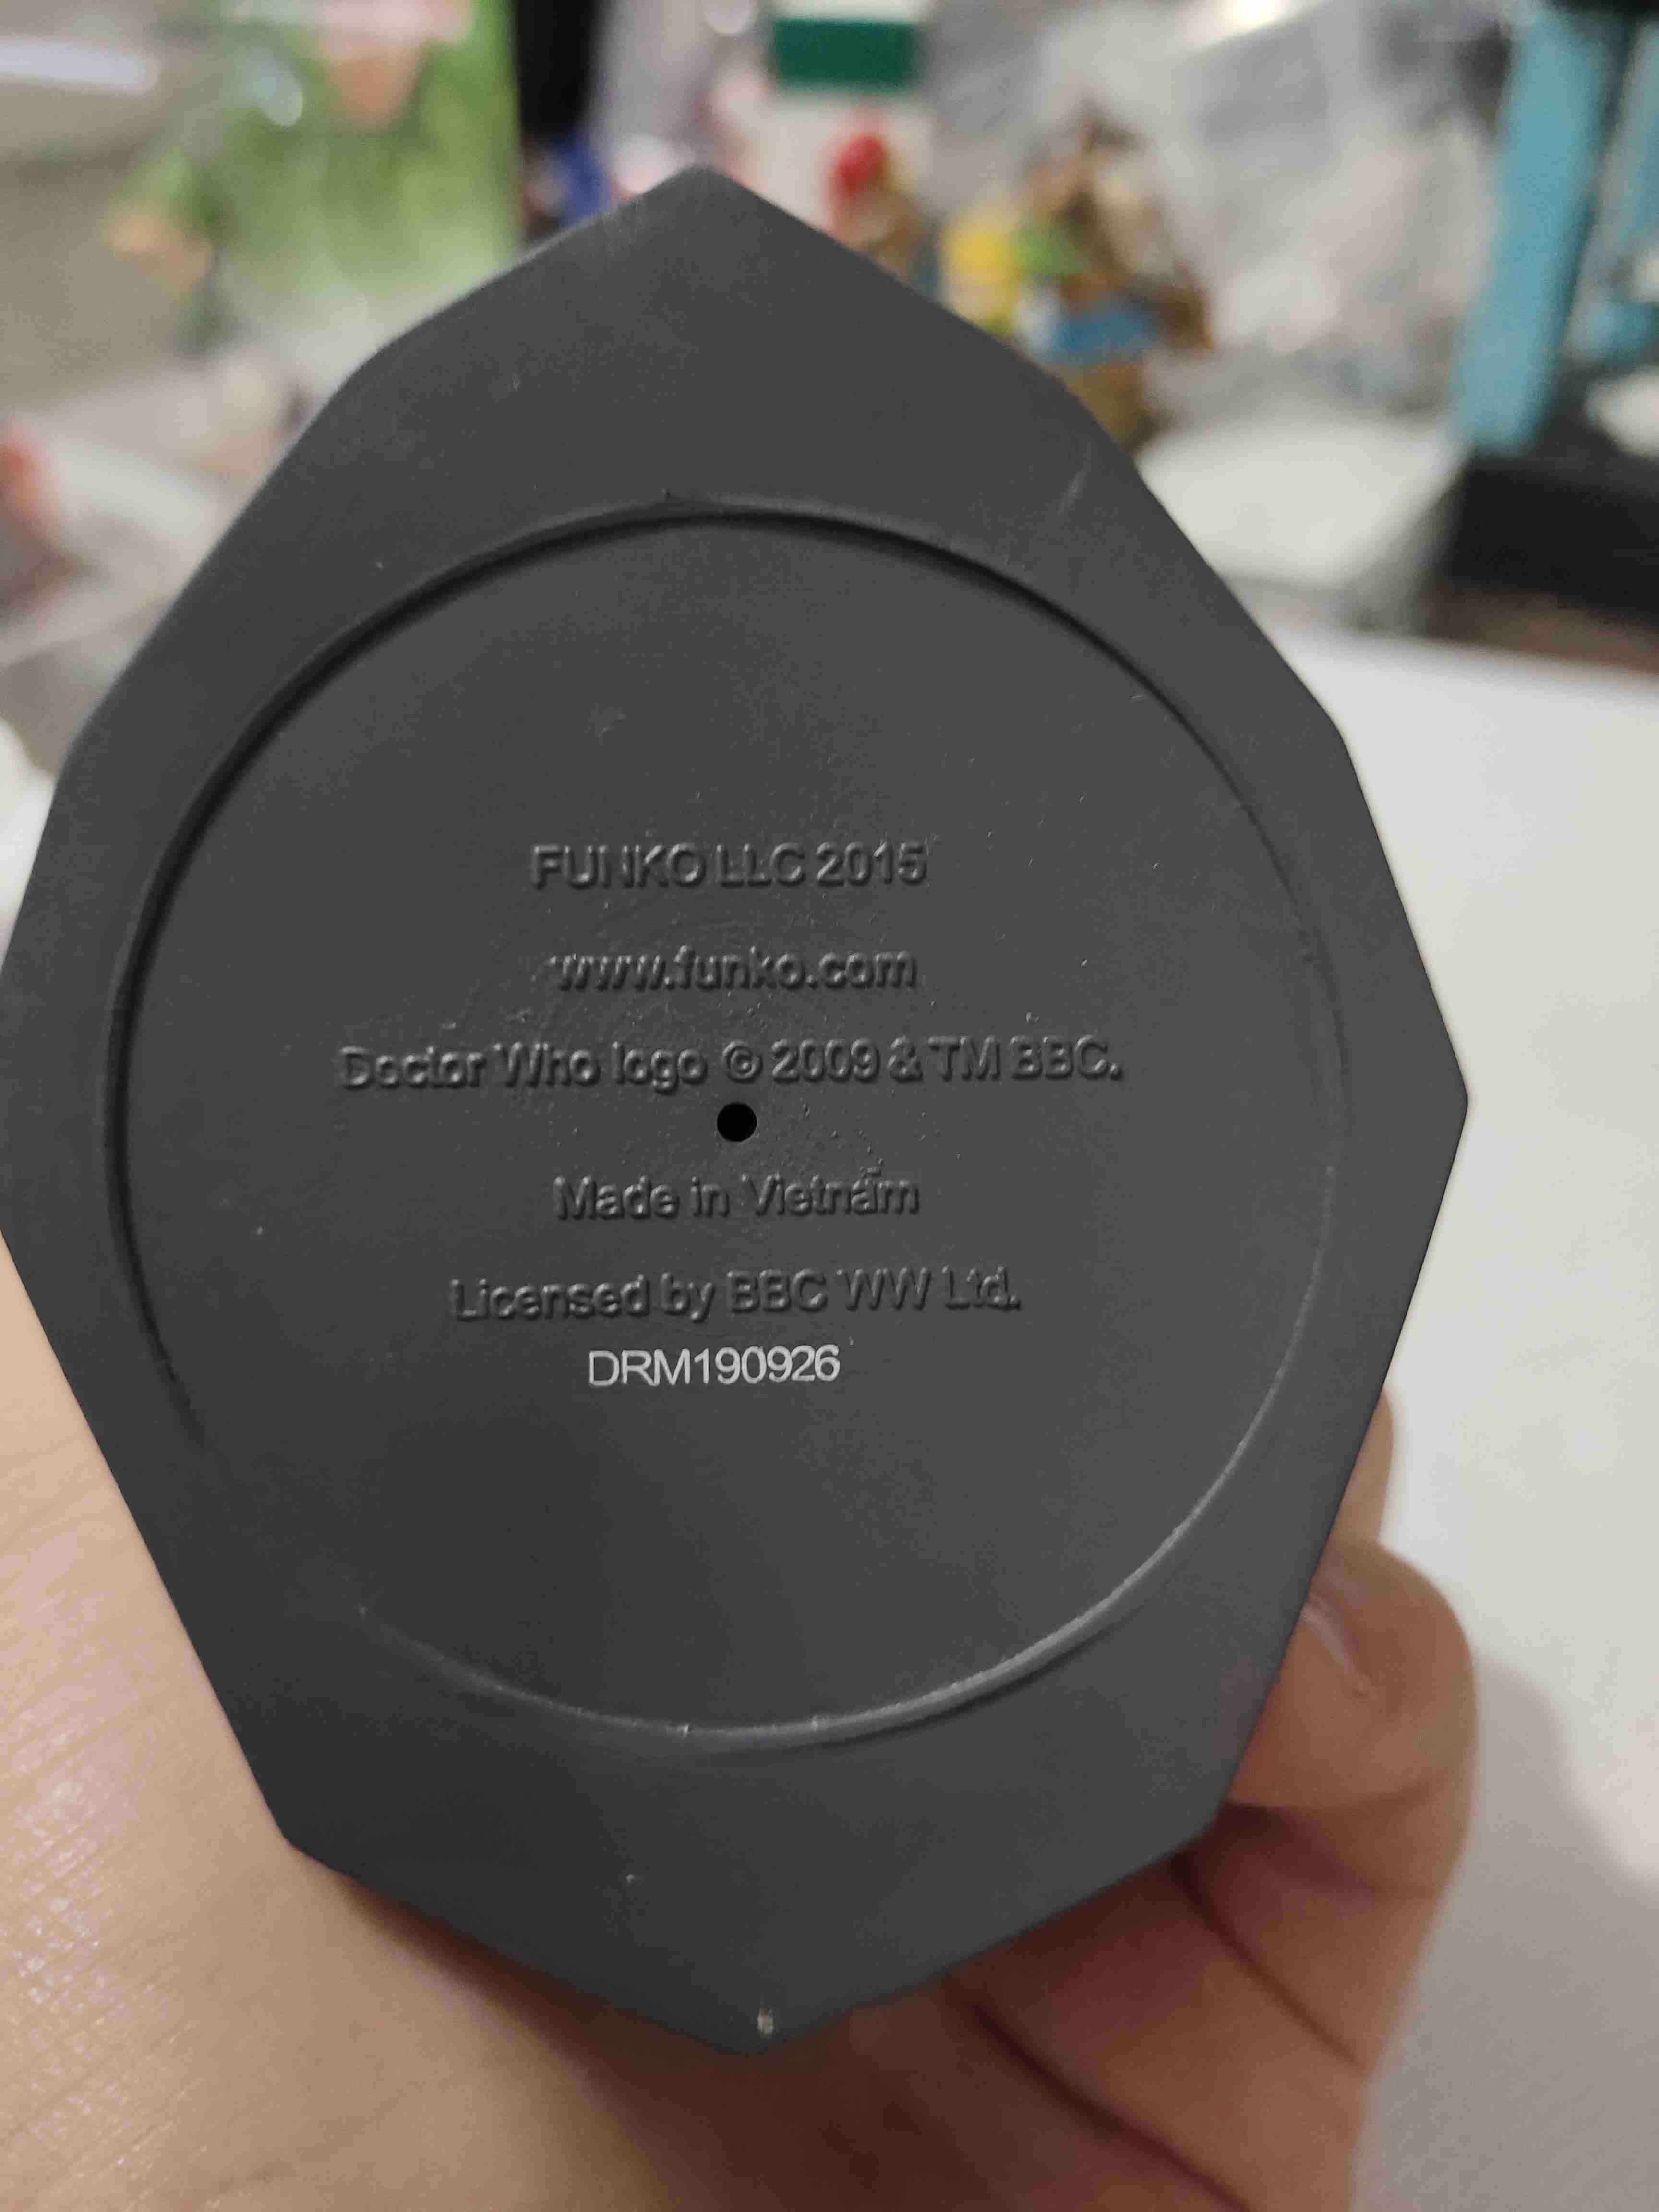 FUNKO LLC 2015
www.funko.com
Doctor Who logo © 2009 & TM BBC.
Made in Vietnam
Licensed by BBC WW Ltd.
DRM190926